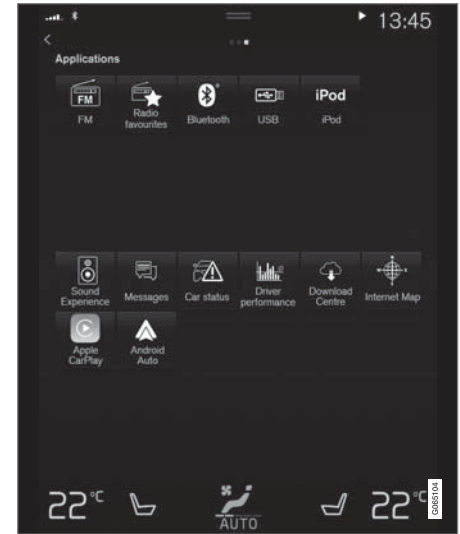 13:45
Applications
FM
iPod
FM
Radio
favourites
Bluetooth
USB
iPod
Sound
Experience
Messages
Car status
Driver
performance
Download
Centre
Internet Map
Apple
CarPlay
Android
Auto
22°C
22°C
AUTO
G065104